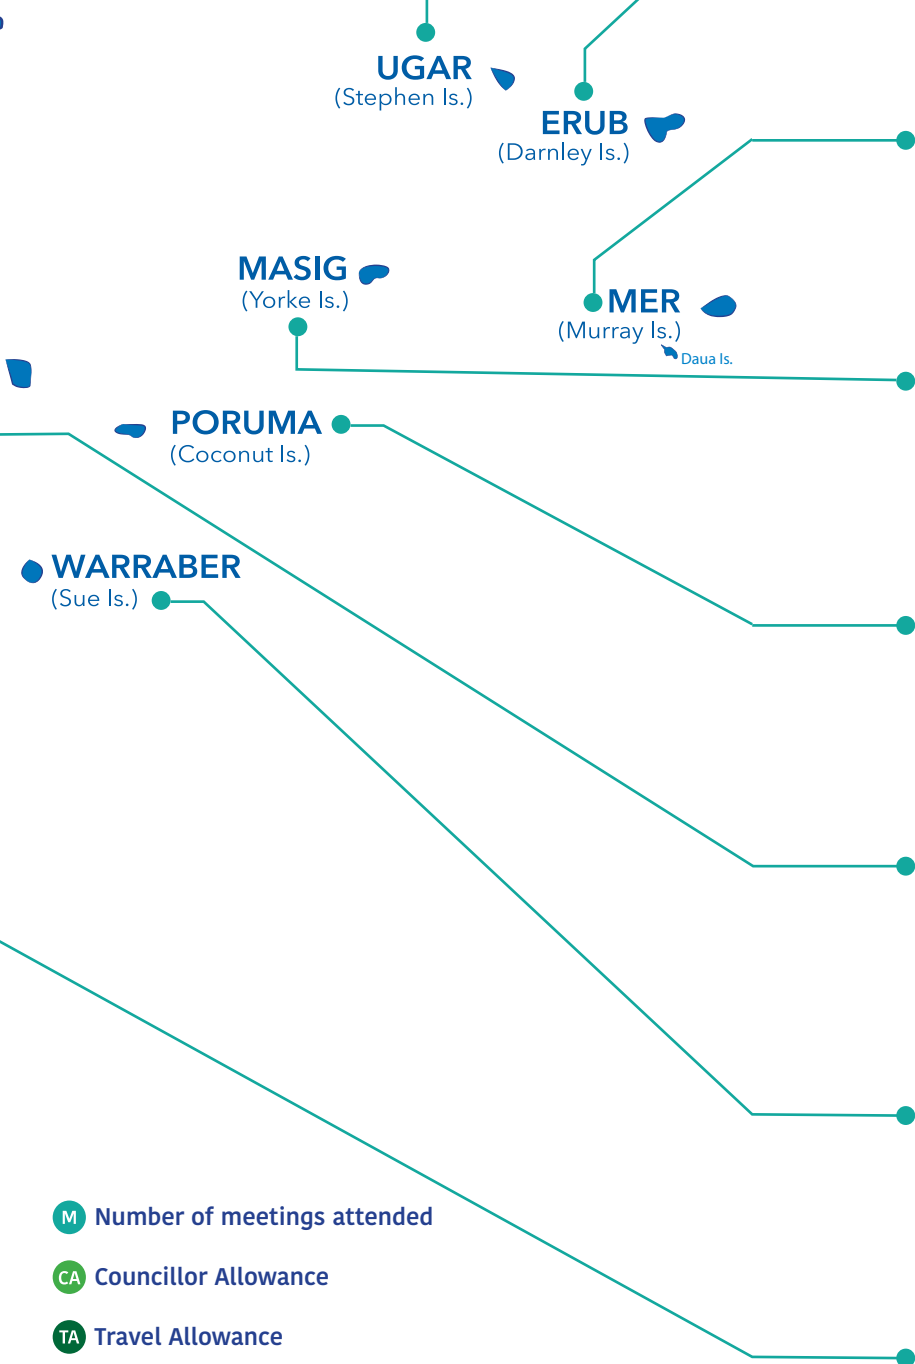 UGAR
(Stephen Is.)
ERUB
(Darnley Is.)
MASIG
(Yorke Is.)
MER
(Murray Is.)
Daua Is.
PORUMA
(Coconut Is.)
WARRABER
(Sue Is.)
M Number of meetings attended
CA Councillor Allowance
TA Travel Allowance